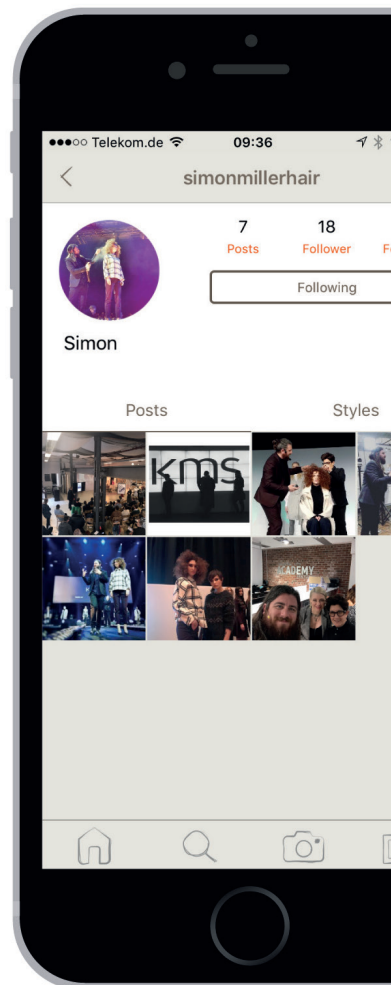 Telekom.de 09:36
simonmillerhair
7 18
Posts Follower
Following
Simon
Posts Styles
kms
ACADEMY